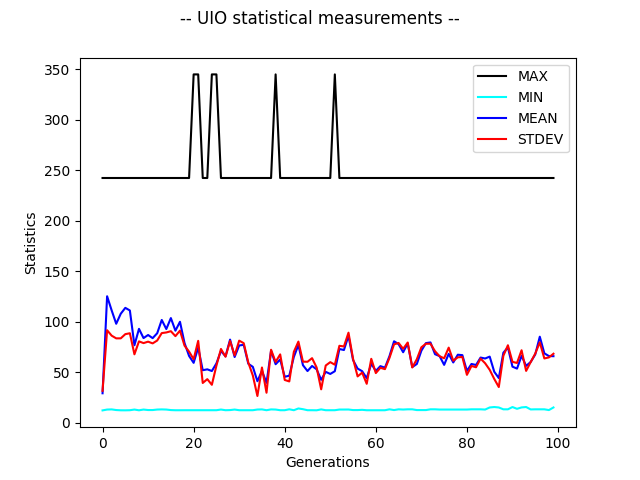 -- UIO statistical measurements --
350
300
250
200
150
100
50
0
Statistics
MAX
MIN
MEAN
STDEV
0
20
40
60
80
100
Generations